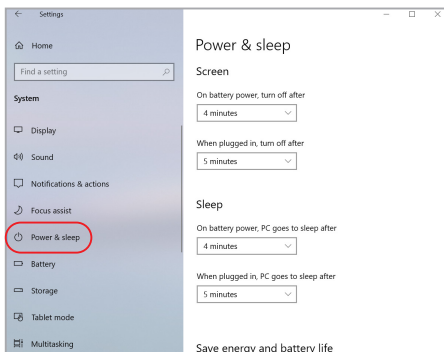 Settings
Home
Find a setting
System
Display
Sound
Notifications & actions
Focus assist
Power & sleep
Battery
Storage
Tablet mode
Multitasking
Power & sleep
Screen
On battery power, turn off after
4 minutes
When plugged in, turn off after
5 minutes
Sleep
On battery power, PC goes to sleep after
4 minutes
When plugged in, PC goes to sleep after
5 minutes
Save energy and battery life